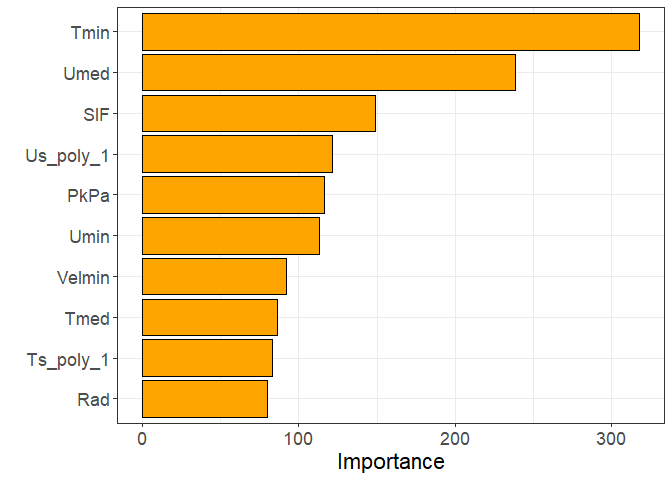 Tmin
Umed
SIF
Us_poly_1
PkPa
Umin
Velmin
Tmed
Ts_poly_1
Rad
0 100 200 300
Importance